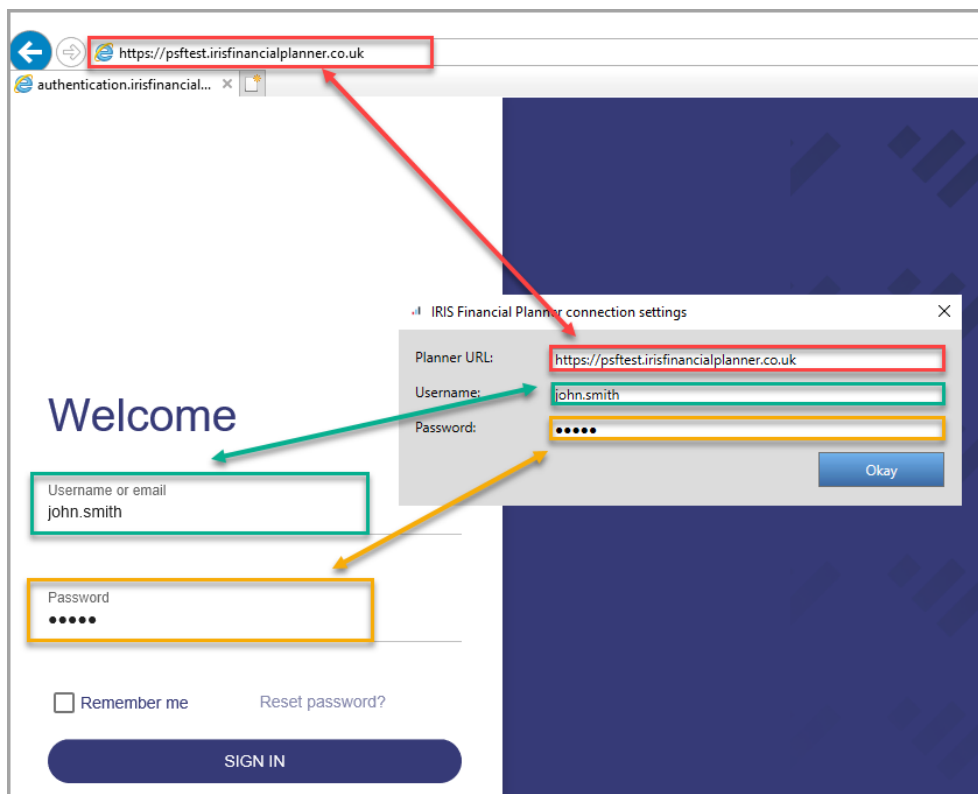 https://psftest.irisfinancialplanner.co.uk
authentication.irisfinancial...
IRIS Financial Planner connection settings
Planner URL:
https://psftest.irisfinancialplanner.co.uk
Username:
john.smith
Password:
•••••
Okay
Welcome
Username or email
john.smith
Password
•••••
Remember me
Reset password?
SIGN IN